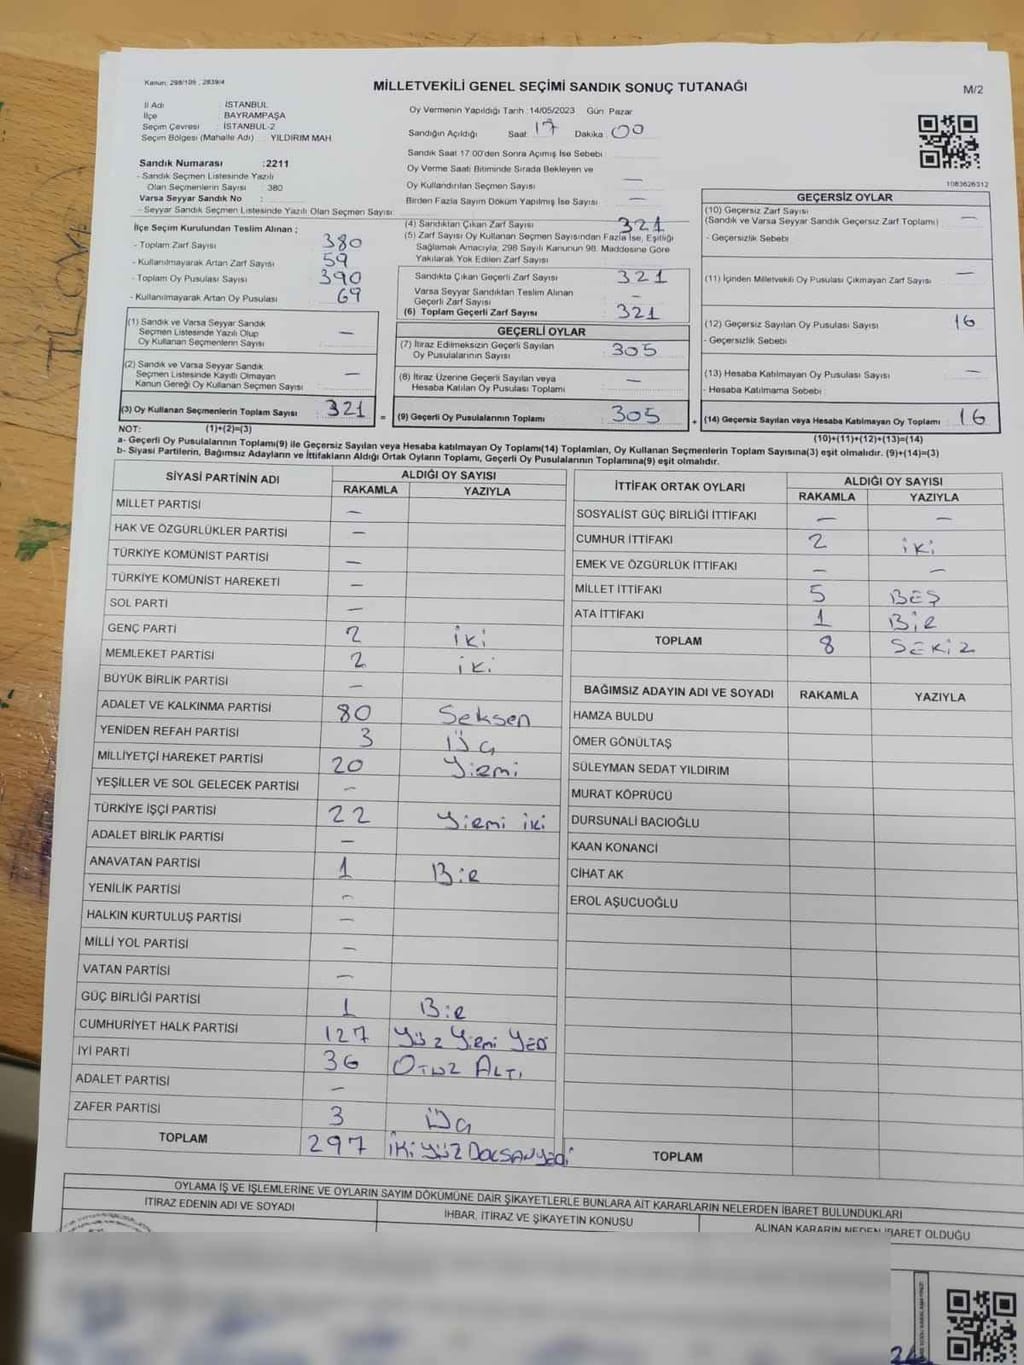 Kanun: 298/105 , 2839/4
MİLLETVEKİLİ GENEL SEÇİMİ SANDIK SONUÇ TUTANAĞI
M/2
İl Adı : İSTANBUL
İlçe : BAYRAMPAŞA
Seçim Çevresi : İSTANBUL-2
Seçim Bölgesi (Mahalle Adı) : YILDIRIM MAH.
Sandık Numarası : 2211
- Sandık Seçmen Listesinde Yazılı
Olan Seçmenlerin Sayısı : 380
Varsa Seyyar Sandık No :
- Seyyar Sandık Seçmen Listesinde Yazılı Olan Seçmen Sayısı:
Oy Vermenin Yapıldığı Tarih :14/05/2023 Gün: Pazar
Sandığın Açıldığı Saat: 17 Dakika: 00
Sandık Saat 17:00'den Sonra Açımış İse Sebebi :
Oy Verme Saati Bitiminde Sırada Bekleyen ve
Oy Kullandırılan Seçmen Sayısı : —
Birden Fazla Sayım Döküm Yapılmış İse Sayısı : —
1083626312
İlçe Seçim Kurulundan Teslim Alınan ;
- Toplam Zarf Sayısı : 380
- Kullanılmayarak Artan Zarf Sayısı : 59
- Toplam Oy Pusulası Sayısı : 390
- Kullanılmayarak Artan Oy Pusulası : 69
(1) Sandık ve Varsa Seyyar Sandık
Seçmen Listesinde Yazılı Olup
Oy Kullanan Seçmenlerin Sayısı : —
(2) Sandık ve Varsa Seyyar Sandık
Seçmen Listesinde Kayıtlı Olmayan
Kanun Gereği Oy Kullanan Seçmen Sayısı : —
(3) Oy Kullanan Seçmenlerin Toplam Sayısı : 321 =
NOT: (1)+(2)=(3)
(4) Sandıktan Çıkan Zarf Sayısı : 321
(5) Zarf Sayısı Oy Kullanan Seçmen Sayısından Fazla İse, Eşitliği
Sağlamak Amacıyla, 298 Sayılı Kanunun 98. Maddesine Göre
Yakılarak Yok Edilen Zarf Sayısı :
Sandıkta Çıkan Geçerli Zarf Sayısı : 321
Varsa Seyyar Sandıktan Teslim Alınan
Geçerli Zarf Sayısı : —
(6) Toplam Geçerli Zarf Sayısı : 321
GEÇERLİ OYLAR
(7) İtiraz Edilmeksizin Geçerli Sayılan
Oy Pusulalarının Sayısı : 305
(8) İtiraz Üzerine Geçerli Sayılan veya
Hesaba Katılan Oy Pusulası Toplamı : —
(9) Geçerli Oy Pusulalarının Toplamı : 305 +
GEÇERSİZ OYLAR
(10) Geçersiz Zarf Sayısı
(Sandık ve Varsa Seyyar Sandık Geçersiz Zarf Toplamı) : —
- Geçersizlik Sebebi :
(11) İçinden Milletvekili Oy Pusulası Çıkmayan Zarf Sayısı : —
(12) Geçersiz Sayılan Oy Pusulası Sayısı : 16
- Geçersizlik Sebebi :
(13) Hesaba Katılmayan Oy Pusulası Sayısı : —
- Hesaba Katılmama Sebebi :
(14) Geçersiz Sayılan veya Hesaba Katılmayan Oy Toplamı : 16
(10)+(11)+(12)+(13)=(14)
a- Geçerli Oy Pusulalarının Toplamı(9) ile Geçersiz Sayılan veya Hesaba katılmayan Oy Toplamı(14) Toplamları, Oy Kullanan Seçmenlerin Toplam Sayısına(3) eşit olmalıdır. (9)+(14)=(3)
b- Siyasi Partilerin, Bağımsız Adayların ve İttifakların Aldığı Ortak Oyların Toplamı, Geçerli Oy Pusulalarının Toplamına(9) eşit olmalıdır.
SİYASİ PARTİNİN ADI ALDIĞI OY SAYISI
RAKAMLA YAZIYLA
MİLLET PARTİSİ —
HAK VE ÖZGÜRLÜKLER PARTİSİ —
TÜRKİYE KOMÜNİST PARTİSİ —
TÜRKİYE KOMÜNİST HAREKETİ —
SOL PARTİ —
GENÇ PARTİ 2 iki
MEMLEKET PARTİSİ 2 iki
BÜYÜK BİRLİK PARTİSİ —
ADALET VE KALKINMA PARTİSİ 80 Seksen
YENİDEN REFAH PARTİSİ 3 Üç
MİLLİYETÇİ HAREKET PARTİSİ 20 Yirmi
YEŞİLLER VE SOL GELECEK PARTİSİ —
TÜRKİYE İŞÇİ PARTİSİ 22 Yirmi iki
ADALET BİRLİK PARTİSİ —
ANAVATAN PARTİSİ 1 Bir
YENİLİK PARTİSİ —
HALKIN KURTULUŞ PARTİSİ —
MİLLİ YOL PARTİSİ —
VATAN PARTİSİ —
GÜÇ BİRLİĞİ PARTİSİ 1 Bir
CUMHURİYET HALK PARTİSİ 127 Yüz Yirmi Yedi
İYİ PARTİ 36 Otuz Altı
ADALET PARTİSİ —
ZAFER PARTİSİ 3 Üç
TOPLAM 297 İKİ YÜZ DOKSANYEDİ
İTTİFAK ORTAK OYLARI ALDIĞI OY SAYISI
RAKAMLA YAZIYLA
SOSYALİST GÜÇ BİRLİĞİ İTTİFAKI — —
CUMHUR İTTİFAKI 2 iki
EMEK VE ÖZGÜRLÜK İTTİFAKI — —
MİLLET İTTİFAKI 5 BEŞ
ATA İTTİFAKI 1 Bir
TOPLAM 8 SEKİZ
BAĞIMSIZ ADAYIN ADI VE SOYADI RAKAMLA YAZIYLA
HAMZA BULDU
ÖMER GÖNÜLTAŞ
SÜLEYMAN SEDAT YILDIRIM
MURAT KÖPRÜCÜ
DURSUNALİ BACIOĞLU
KAAN KONANCİ
CİHAT AK
EROL AŞUCUOĞLU
TOPLAM
OYLAMA İŞ VE İŞLEMLERİNE VE OYLARIN SAYIM DÖKÜMÜNE DAİR ŞİKAYETLERLE BUNLARA AİT KARARLARIN NELERDEN İBARET BULUNDUKLARI
İTİRAZ EDENİN ADI VE SOYADI İHBAR, İTİRAZ VE ŞİKAYETİN KONUSU ALINAN KARARIN NEDEN İBARET OLDUĞU